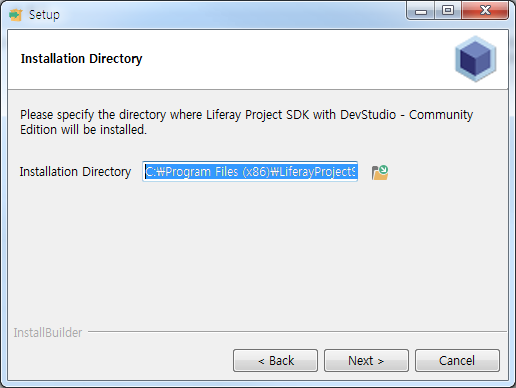 Setup
Installation Directory
Please specify the directory where Liferay Project SDK with DevStudio - Community
Edition will be installed.
Installation Directory C:₩Program Files (x86)₩LiferayProjectS
InstallBuilder
< Back Next > Cancel